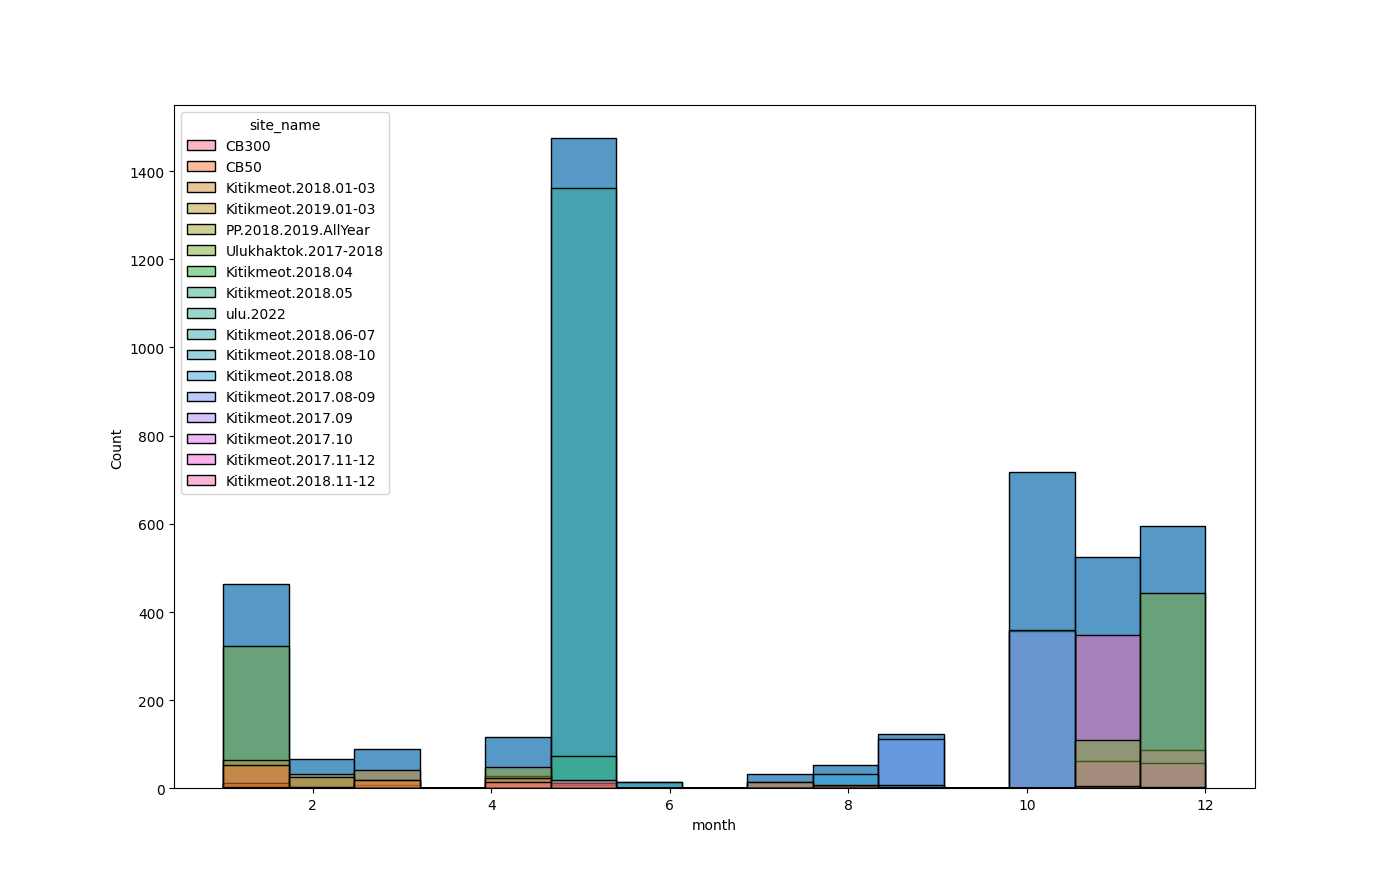 site_name
CB300
CB50
Kitikmeot.2018.01-03
Kitikmeot.2019.01-03
PP.2018.2019.AllYear
Ulukhaktok.2017-2018
Kitikmeot.2018.04
Kitikmeot.2018.05
ulu.2022
Kitikmeot.2018.06-07
Kitikmeot.2018.08-10
Kitikmeot.2018.08
Kitikmeot.2017.08-09
Kitikmeot.2017.09
Kitikmeot.2017.10
Kitikmeot.2017.11-12
Kitikmeot.2018.11-12
1400
1200
1000
800
600
400
200
0
Count
2 4 6 8 10 12
month